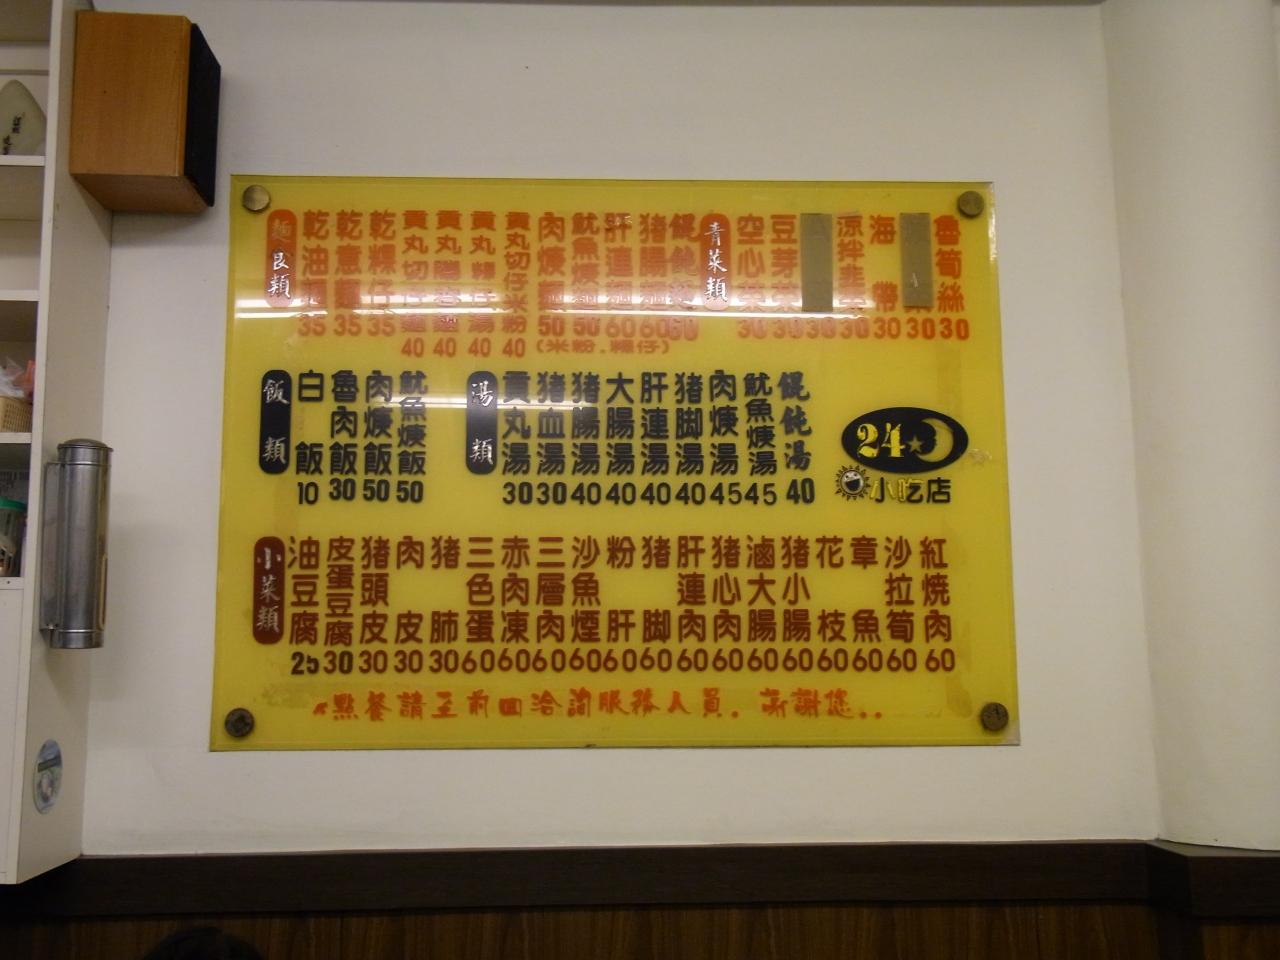 麵食類
乾油麵 35
乾意麵 35
乾粿仔 35
貢丸切仔麵 40
貢丸陽春麵 40
貢丸粿仔湯 40
貢丸切仔米粉 40
肉焿麵 50
魷魚焿麵 50
肝連麵 60
豬腸麵 60
餛飩麵 60
(米粉.粿仔)
青菜類
空心菜 30
豆芽菜 30
30
涼拌韭菜 30
海帶 30
菜 30
魯筍絲 30
飯類
白飯 10
魯肉飯 30
肉焿飯 50
魷魚焿飯 50
湯類
貢丸湯 30
豬血湯 30
豬腸湯 40
大腸湯 40
肝連湯 40
豬脚湯 40
肉焿湯 45
魷魚焿湯 45
餛飩湯 40
24
小吃店
小菜類
油豆腐 25
皮蛋豆腐 30
豬頭皮 30
肉皮 30
豬肺 30
三色蛋 60
赤肉凍 60
三層肉 60
沙魚煙 60
粉肝 60
豬脚 60
肝連肉 60
豬心肉 60
滷大腸 60
豬小腸 60
花枝 60
章魚 60
沙拉筍 60
紅燒肉 60
點餐請至前面洽詢服務人員.謝謝您..